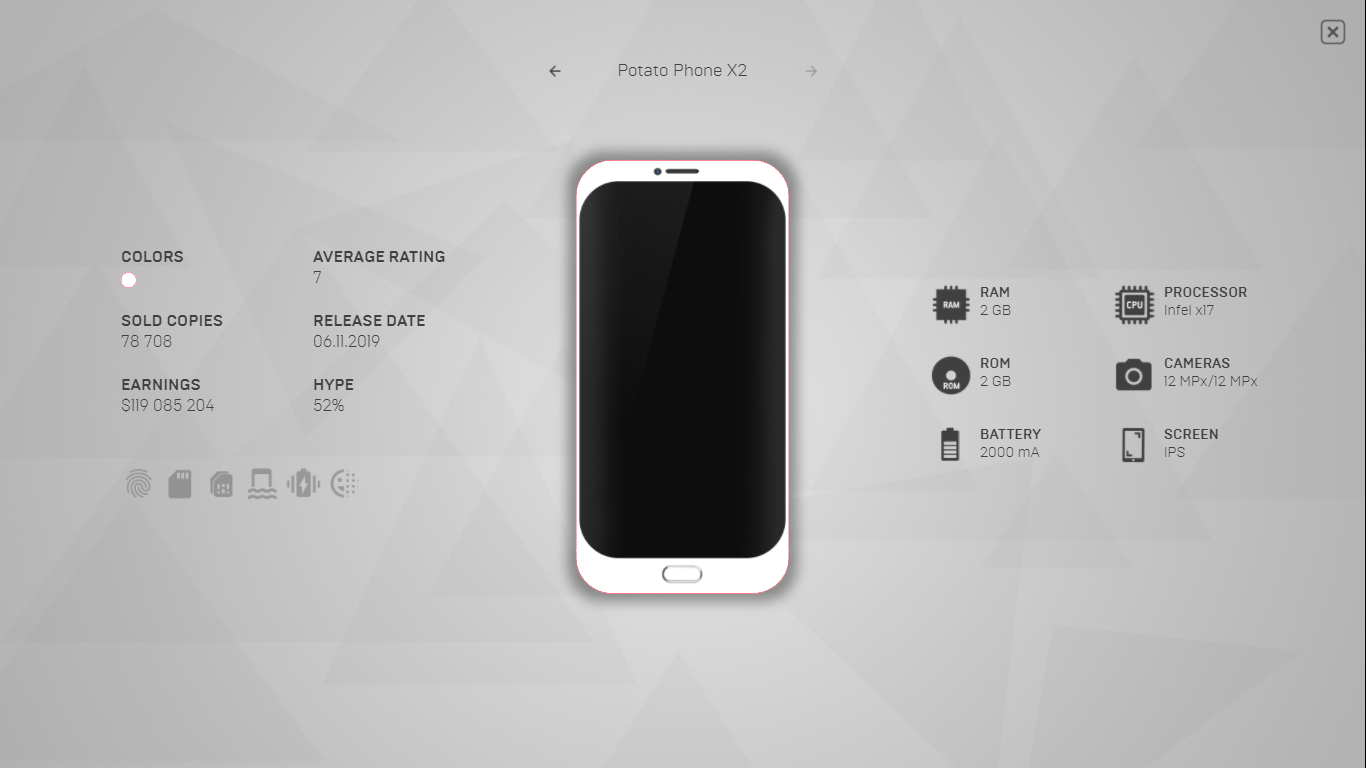 Potato Phone X2
COLORS
AVERAGE RATING
7
SOLD COPIES
78 708
RELEASE DATE
06.11.2019
EARNINGS
$119 085 204
HYPE
52%
RAM
RAM
2 GB
CPU
PROCESSOR
Infel x17
ROM
ROM
2 GB
CAMERAS
12 MPx/12 MPx
BATTERY
2000 mA
SCREEN
IPS